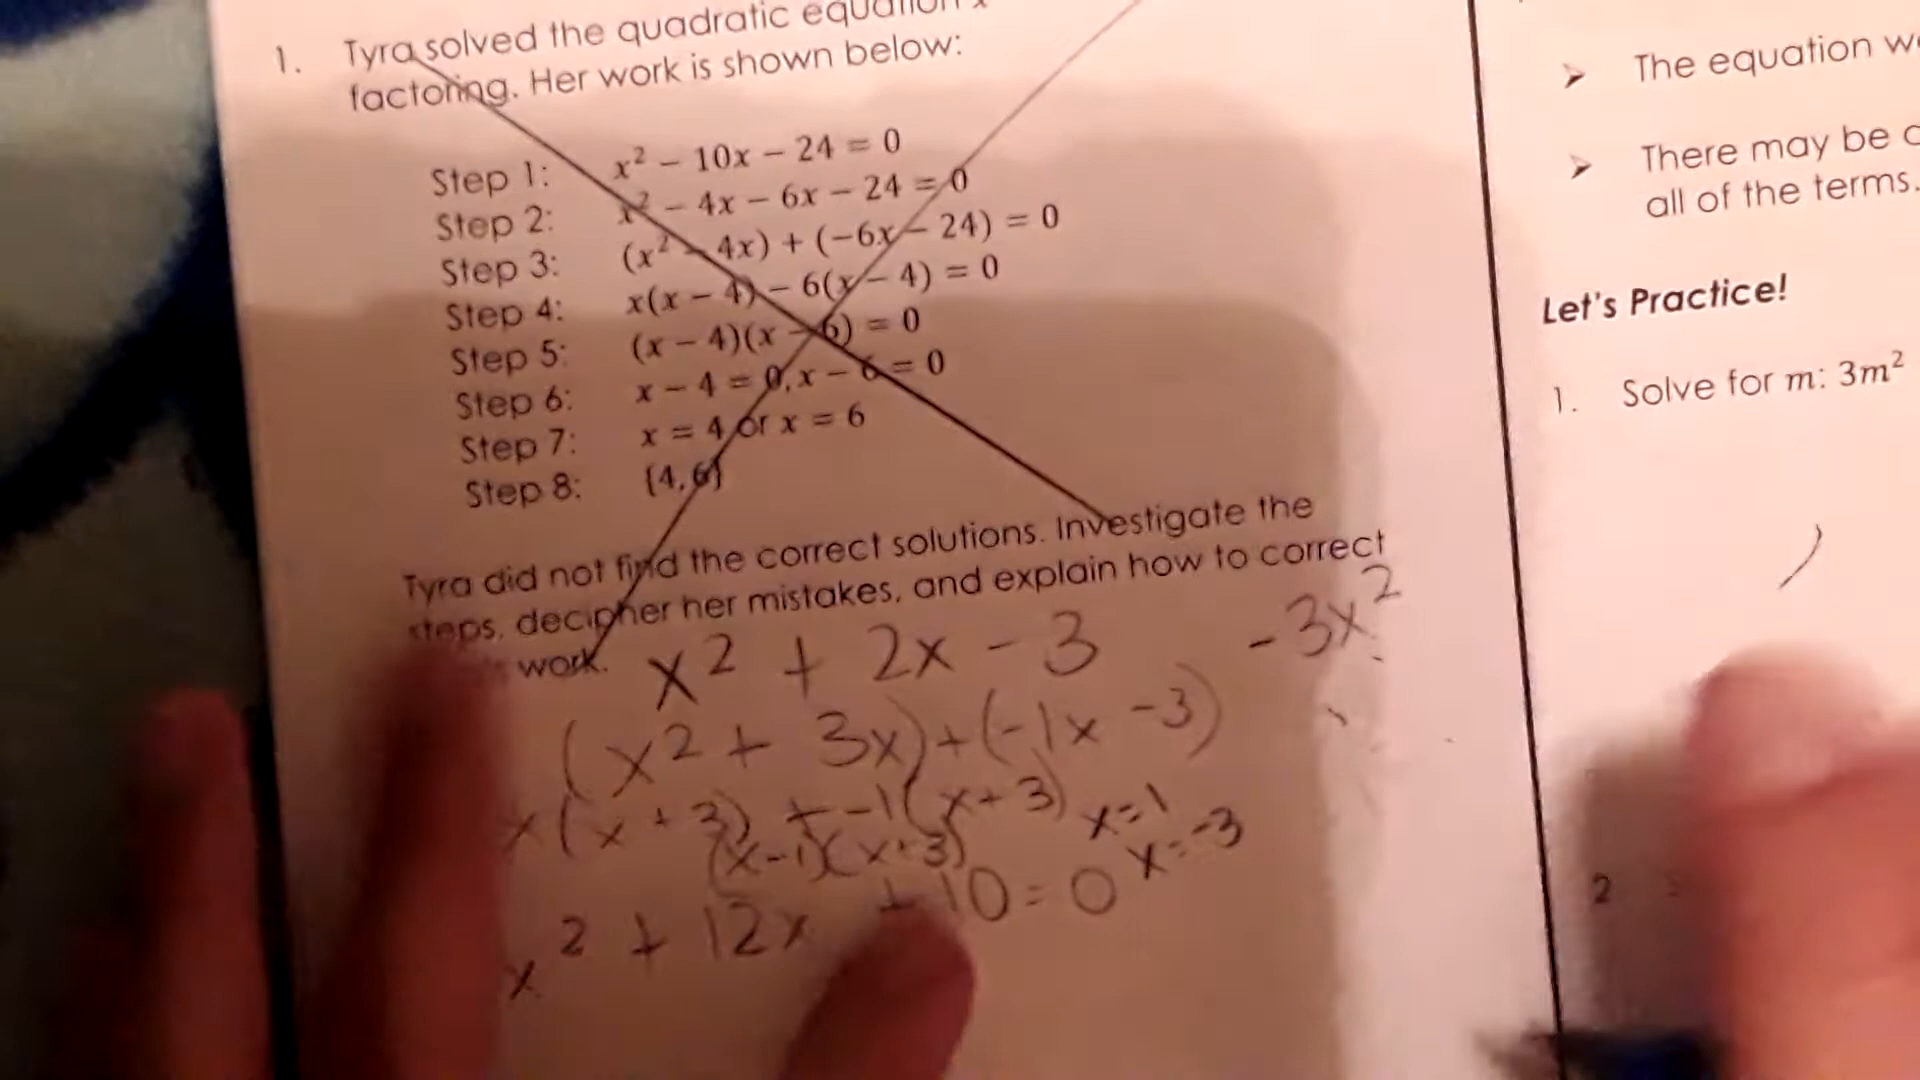 1. Tyra solved the quadratic equation x
factoring. Her work is shown below:
Step 1: x² − 10x − 24 = 0
Step 2: x² − 4x − 6x − 24 = 0
Step 3: (x² − 4x) + (−6x − 24) = 0
Step 4: x(x − 4) − 6(x − 4) = 0
Step 5: (x − 4)(x − 6) = 0
Step 6: x − 4 = 0, x − 6 = 0
Step 7: x = 4 or x = 6
Step 8: {4, 6}
Tyra did not find the correct solutions. Investigate the
steps, decipher her mistakes, and explain how to correct
work.
x² + 2x - 3
-3x²
(x² + 3x)+(-1x -3)
x(x + 3) + -1(x+3)
(x-1)(x+3)
x=1
x=-3
x² + 12x + 10 = 0
➢ The equation
➢ There may be
all of the terms.
Let's Practice!
1. Solve for m: 3m²
2